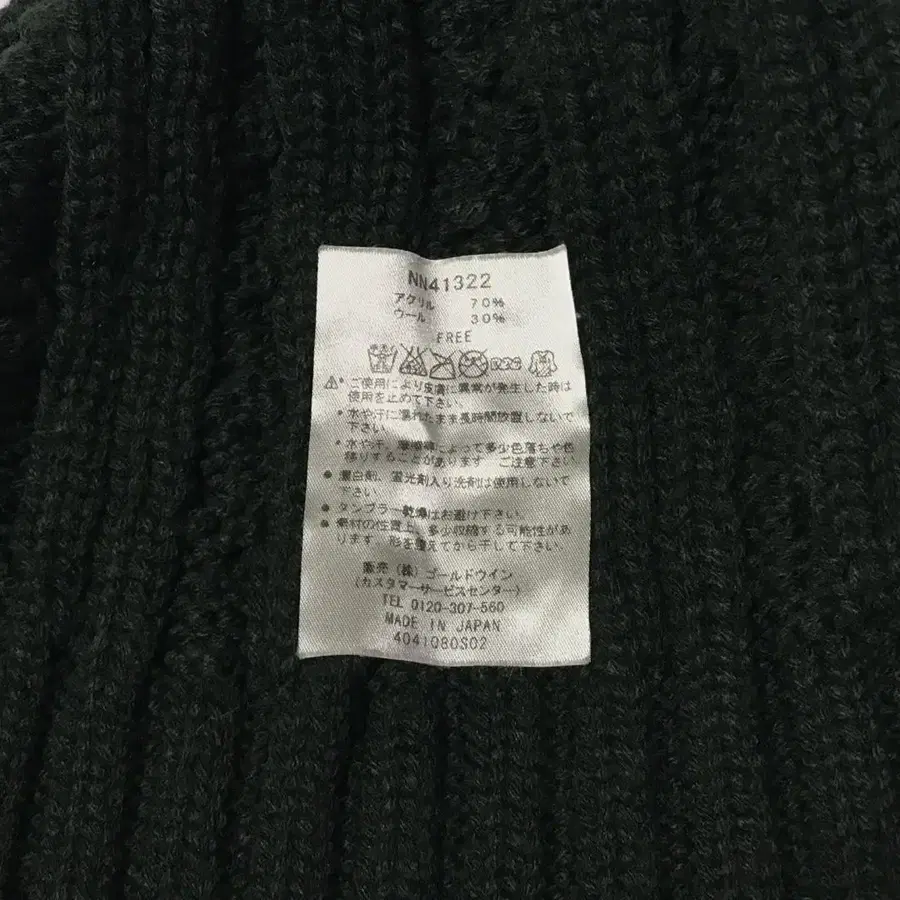 NN41322
アクリル 70%
ウール 30%
FREE
⚠・ご使用により皮膚に異常が発生した時は
使用を止めて下さい。
・水や汗に濡れたまま長時間放置しないで
下さい。
・水や汗、摩擦等によって多少色落ちや色
移りすることがあります ご注意下さい
● 漂白剤、蛍光剤入り洗剤は使用しないで
下さい。
● タンブラー乾燥はお避け下さい。
● 素材の性質上、多少収縮する可能性があ
ります 形を整えてから干して下さい。
販売 (株) ゴールドウイン
(カスタマーサービスセンター)
TEL 0120-307-560
MADE IN JAPAN
4041080S02